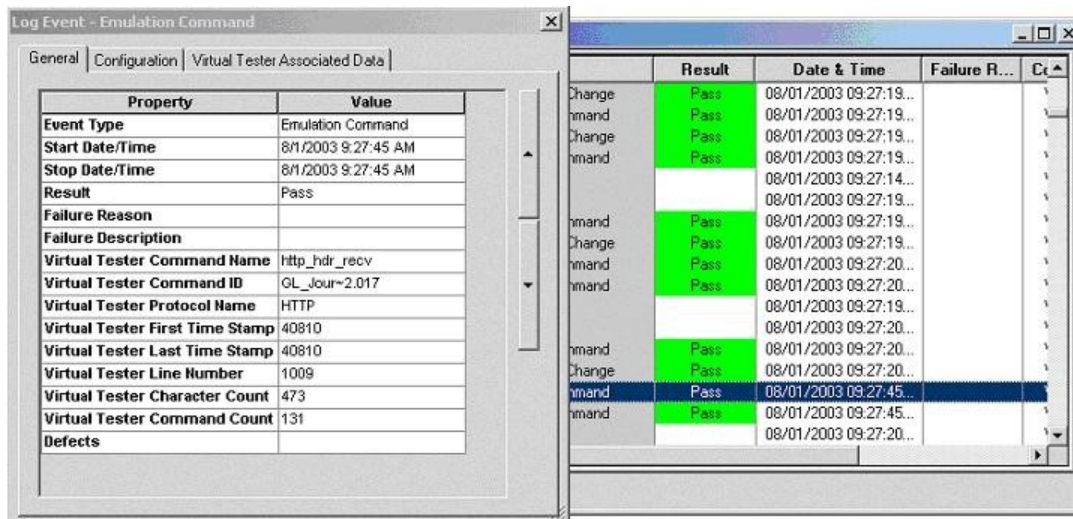 Log Event - Emulation Command
General Configuration Virtual Tester Associated Data
Property Value
Event Type Emulation Command
Start Date/Time 8/1/2003 9:27:45 AM
Stop Date/Time 8/1/2003 9:27:45 AM
Result Pass
Failure Reason
Failure Description
Virtual Tester Command Name http_hdr_recv
Virtual Tester Command ID GL_Jour~2.017
Virtual Tester Protocol Name HTTP
Virtual Tester First Time Stamp 40810
Virtual Tester Last Time Stamp 40810
Virtual Tester Line Number 1009
Virtual Tester Character Count 473
Virtual Tester Command Count 131
Defects
Result Date & Time Failure R...
Change Pass 08/01/2003 09:27:19...
mmand Pass 08/01/2003 09:27:19...
Change Pass 08/01/2003 09:27:19...
mmand Pass 08/01/2003 09:27:19...
08/01/2003 09:27:14...
08/01/2003 09:27:19...
mmand Pass 08/01/2003 09:27:19...
Change Pass 08/01/2003 09:27:19...
mmand Pass 08/01/2003 09:27:20...
mmand Pass 08/01/2003 09:27:20...
08/01/2003 09:27:19...
08/01/2003 09:27:20...
mmand Pass 08/01/2003 09:27:20...
Change Pass 08/01/2003 09:27:20...
mmand Pass 08/01/2003 09:27:45...
mmand Pass 08/01/2003 09:27:45...
08/01/2003 09:27:20...